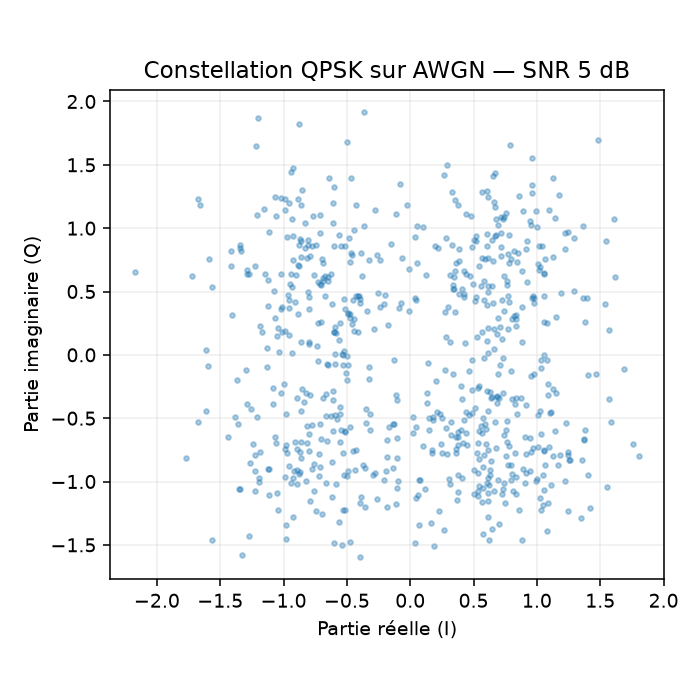 Constellation QPSK sur AWGN — SNR 5 dB
2.0
1.5
1.0
0.5
0.0
−0.5
−1.0
−1.5
Partie imaginaire (Q)
−2.0 −1.5 −1.0 −0.5 0.0 0.5 1.0 1.5 2.0
Partie réelle (I)